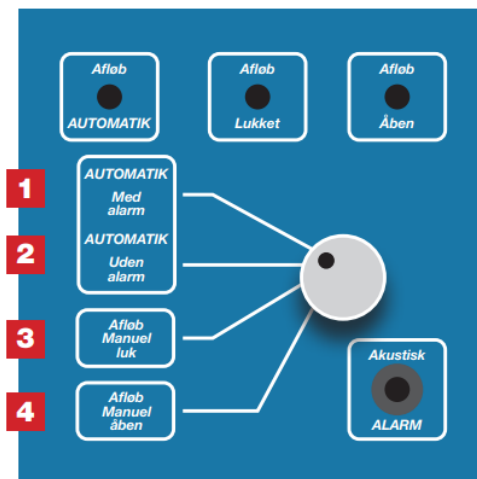 Afløb
AUTOMATIK
Afløb
Lukket
Afløb
Åben
1
AUTOMATIK
Med
alarm
2
AUTOMATIK
Uden
alarm
3
Afløb
Manuel
luk
4
Afløb
Manuel
åben
Akustisk
ALARM